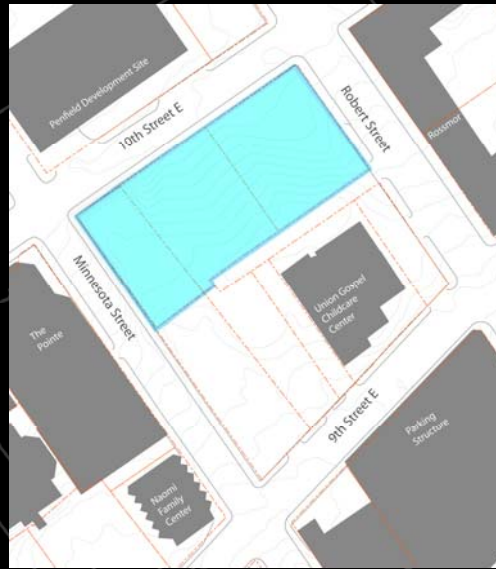 Penfield Development Site
10th Street E
Robert Street
Rossmor
Minnesota Street
The
Pointe
Union Gospel
Childcare
Center
9th Street E
Parking
Structure
Naomi
Family
Center